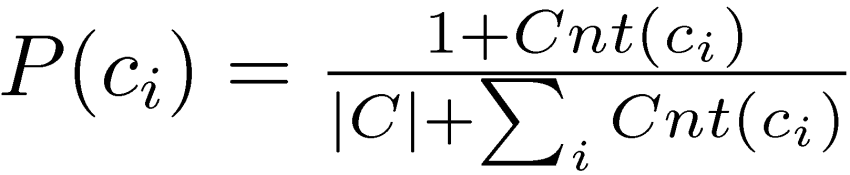 P(c_i) = \frac{1+Cnt(c_i)}{|C|+\sum_i Cnt(c_i)}